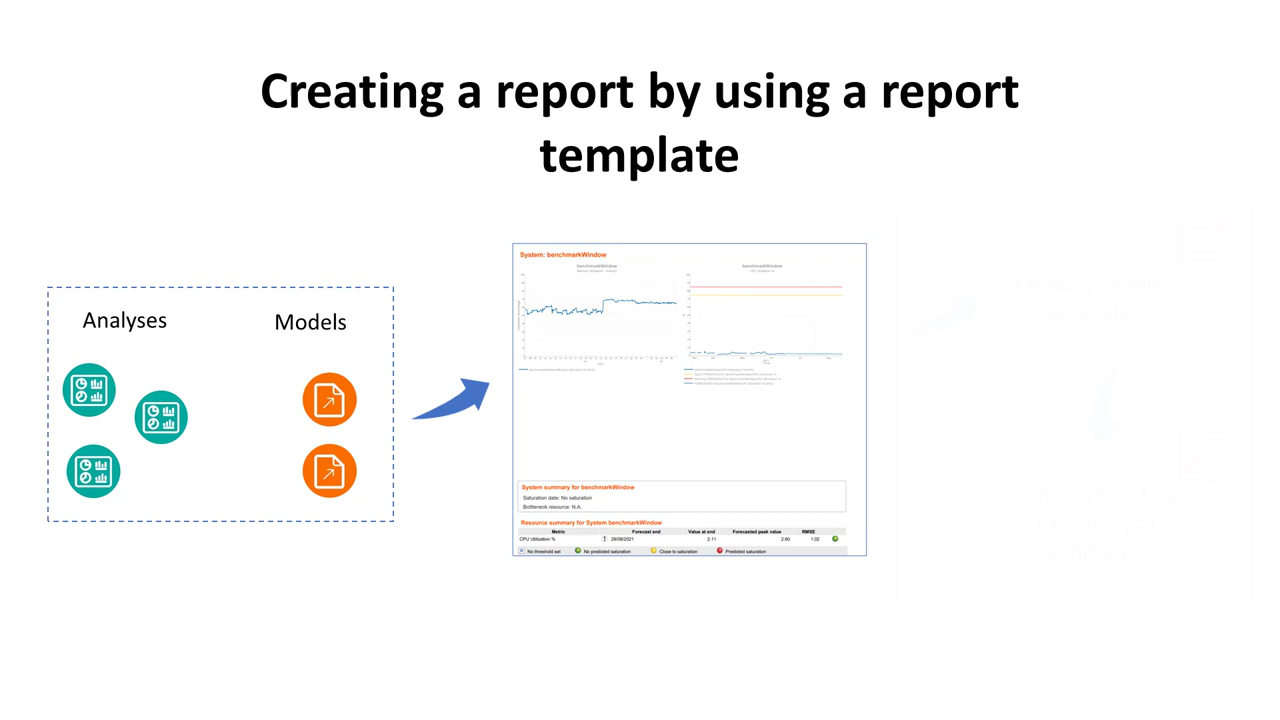 Creating a report by using a report
template
Analyses
Models
System: benchmarkWindow
benchmarkWindow
benchmarkWindow
System summary for benchmarkWindow
Saturation date: No saturation
Bottleneck resource: N.A.
Resource summary for System benchmarkWindow
Metric Forecast end Value at end Forecasted peak value RMSE
CPU Utilization % 29/08/2021 2.11 2.60 1.02
No threshold set No predicted saturation Close to saturation Predicted saturation